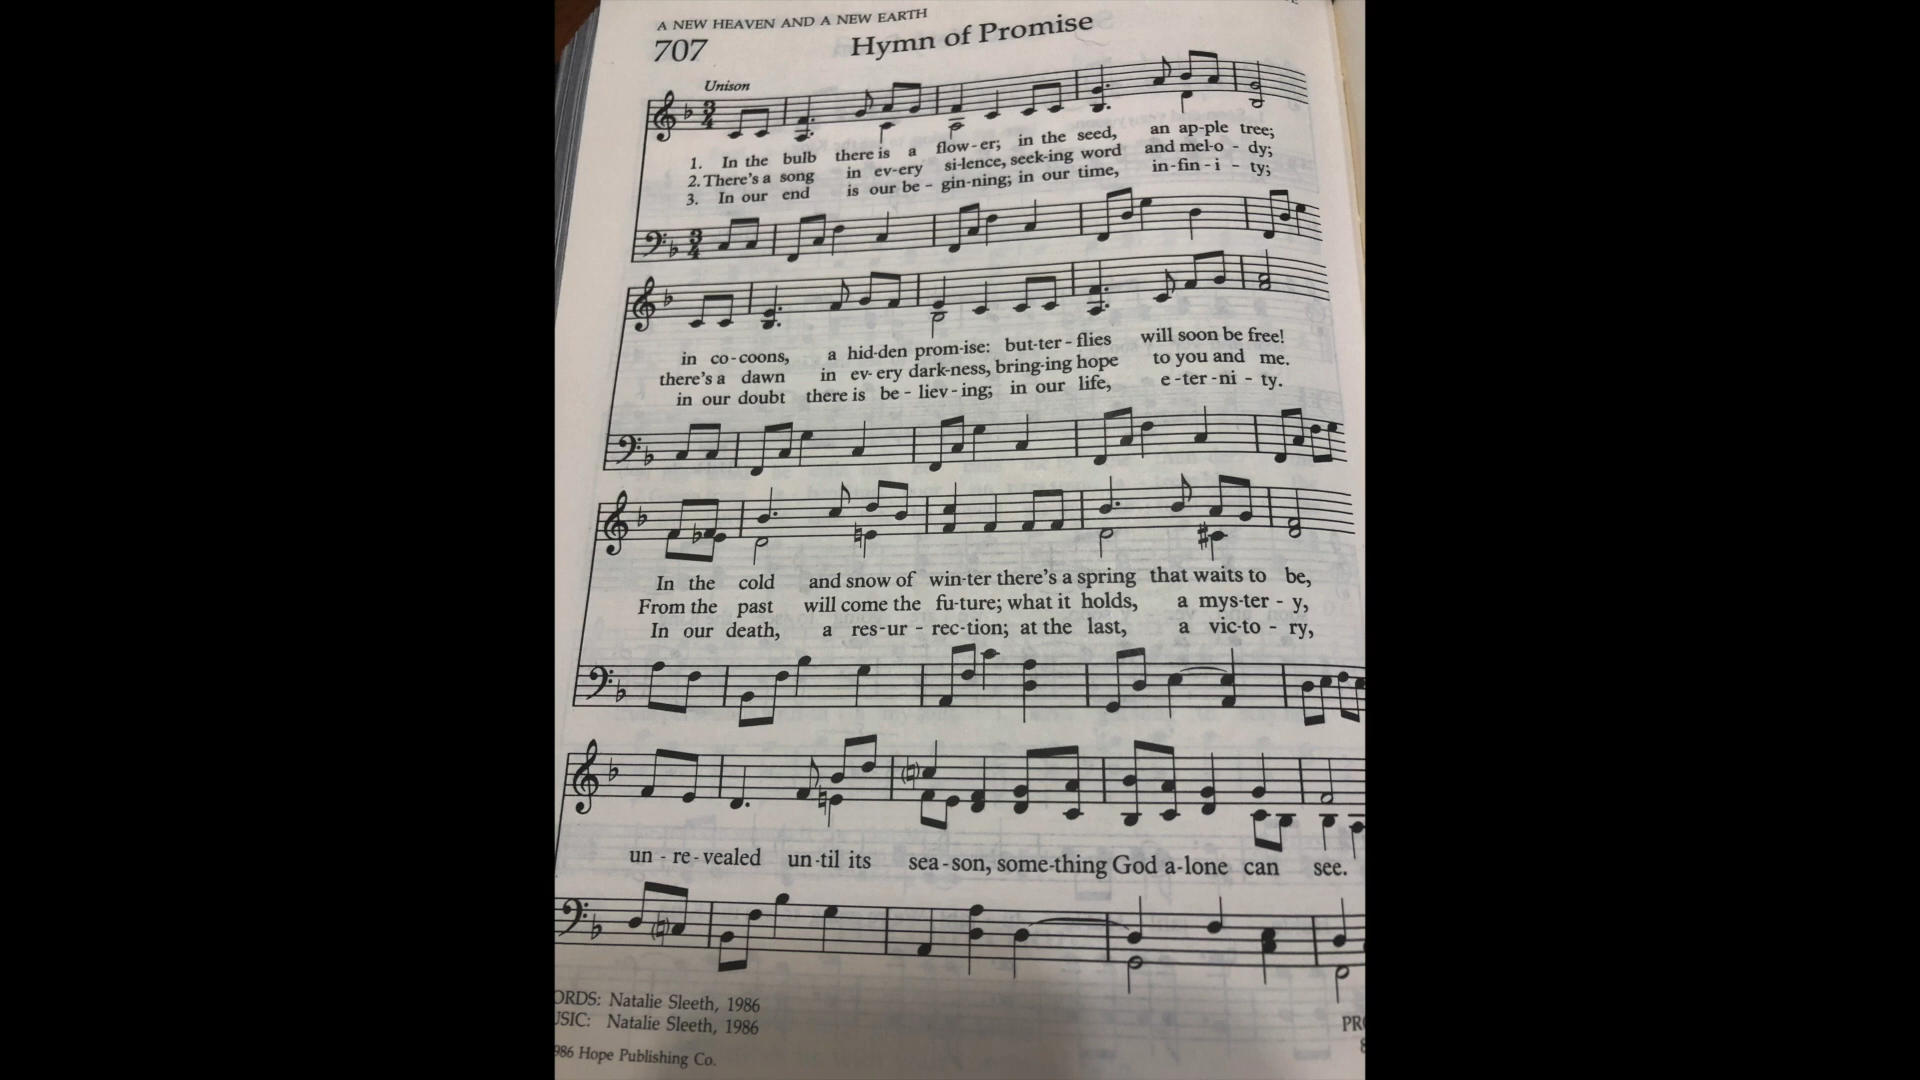 A NEW HEAVEN AND A NEW EARTH
707 Hymn of Promise
Unison
1. In the bulb there is a flow-er; in the seed, an ap-ple tree;
2. There's a song in ev-ery si-lence, seek-ing word and mel-o - dy;
3. In our end is our be - gin-ning; in our time, in-fin - i - ty;
in co-coons, a hid-den prom-ise: but-ter-flies will soon be free!
there's a dawn in ev-ery dark-ness, bring-ing hope to you and me.
in our doubt there is be - liev-ing; in our life, e-ter-ni - ty.
In the cold and snow of win-ter there's a spring that waits to be,
From the past will come the fu-ture; what it holds, a mys-ter - y,
In our death, a res-ur - rec-tion; at the last, a vic-to - ry,
un - re - vealed un-til its sea-son, some-thing God a-lone can see.
ORDS: Natalie Sleeth, 1986
USIC: Natalie Sleeth, 1986
986 Hope Publishing Co.